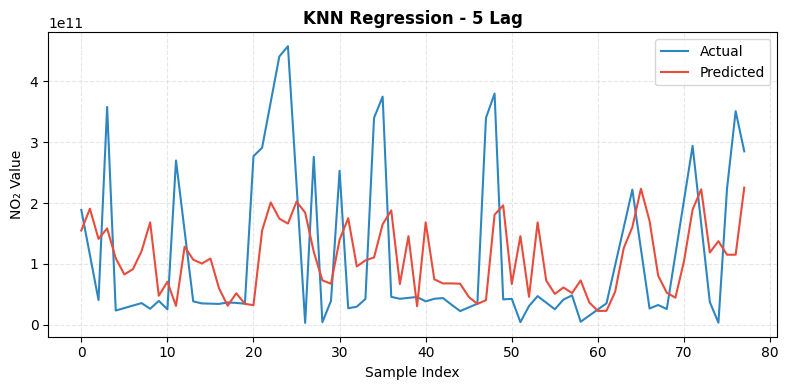 KNN Regression - 5 Lag
1e11
Actual
Predicted
NO₂ Value
4
3
2
1
0
0 10 20 30 40 50 60 70 80
Sample Index